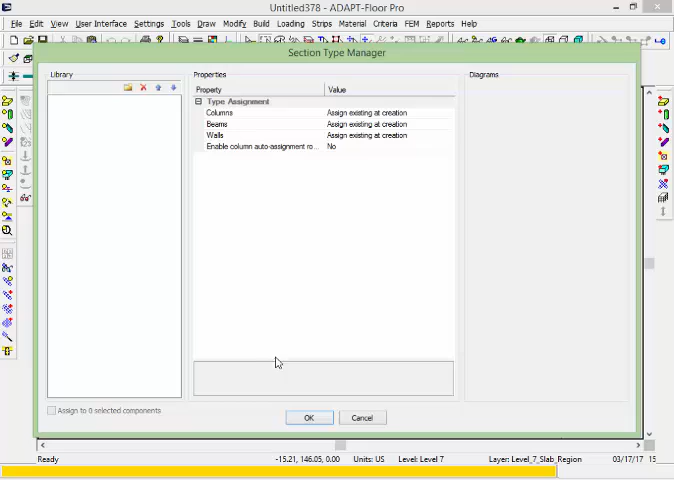 Untitled378 - ADAPT-Floor Pro
File Edit View User Interface Settings Tools Draw Modify Build Loading Strips Material Criteria FEM Reports Help
Section Type Manager
Library
Properties
Diagrams
Property Value
Type Assignment
Columns Assign existing at creation
Beams Assign existing at creation
Walls Assign existing at creation
Enable column auto-assignment ro... No
Assign to 0 selected components
OK Cancel
Ready -15.21, 146.05, 0.00 Units: US Level: Level 7 Layer: Level_7_Slab_Region 03/17/17 15